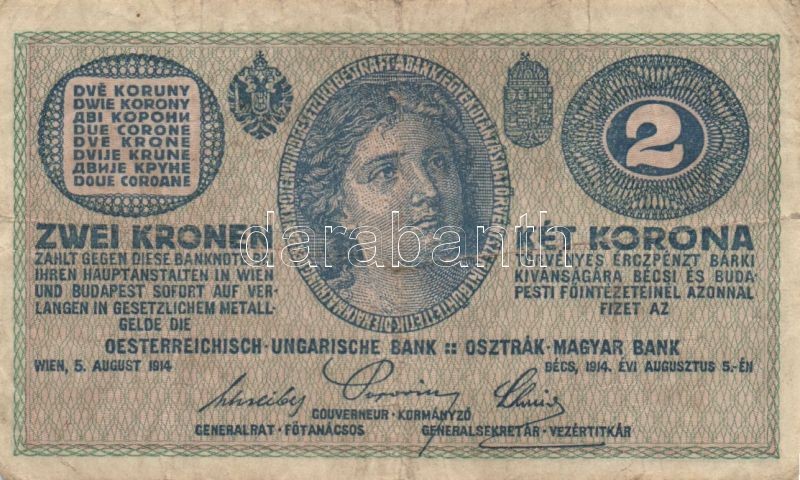 DVĚ KORUNY
DWIE KORONY
ДВІ КОРОНИ
DUE CORONE
DVE KRONE
DVIJE KRUNE
ДВИЈЕ КРУНЕ
DOUE COROANE
2
ZWEI KRONEN
ZAHLT GEGEN DIESE BANKNOTE BEI
IHREN HAUPTANSTALTEN IN WIEN
UND BUDAPEST SOFORT AUF VER-
LANGEN IN GESETZLICHEM METALL-
GELDE DIE
KÉT KORONA
TÖRVÉNYES ÉRCZPÉNZT BÁRKI
KIVÁNSÁGÁRA BÉCSI ÉS BUDA-
PESTI FŐINTÉZETEINÉL AZONNAL
FIZET AZ
darabanth
OESTERREICHISCH-UNGARISCHE BANK :: OSZTRÁK-MAGYAR BANK
WIEN, 5. AUGUST 1914
BÉCS, 1914. ÉVI AUGUSZTUS 5.-ÉN
GOUVERNEUR · KORMÁNYZÓ
GENERALRAT · FŐTANÁCSOS
GENERALSEKRETÄR · VEZÉRTITKÁR